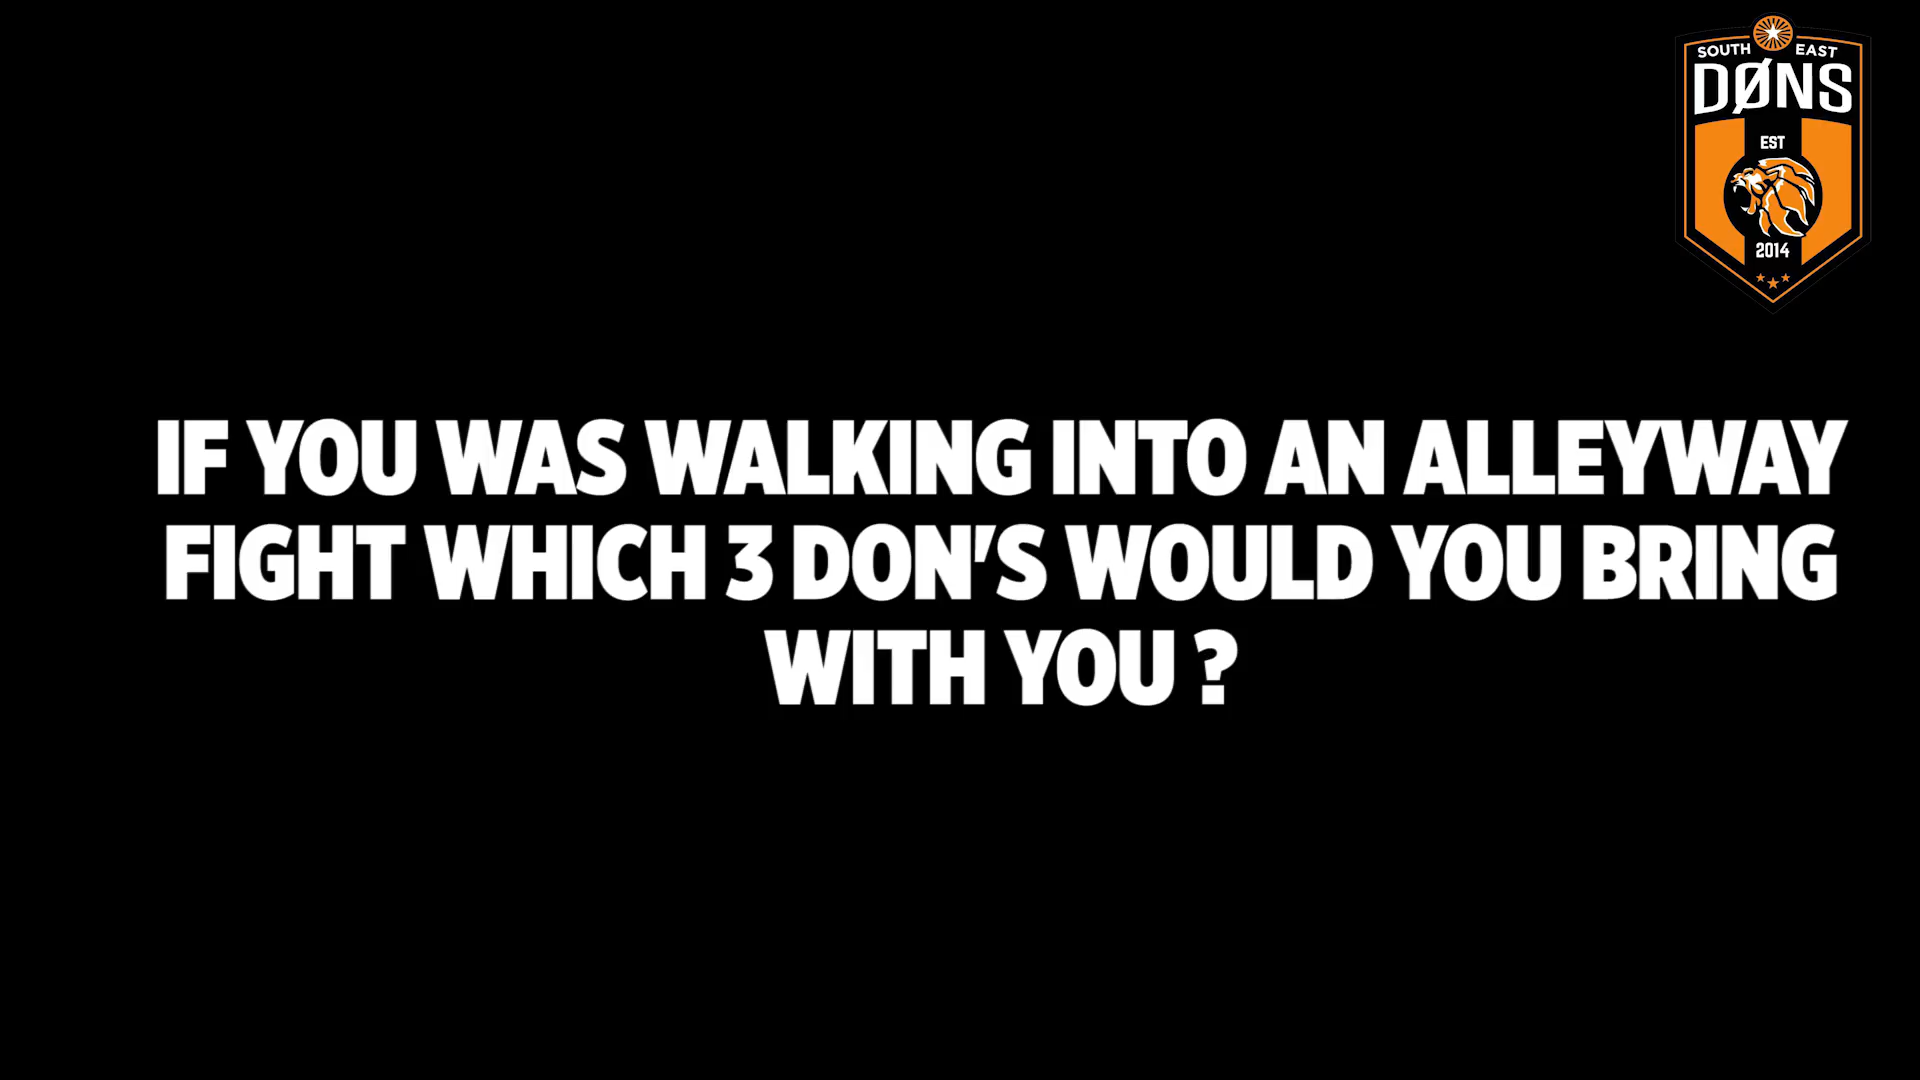 SOUTH EAST
DØNS
EST
2014
IF YOU WAS WALKING INTO AN ALLEYWAY
FIGHT WHICH 3 DON'S WOULD YOU BRING
WITH YOU ?